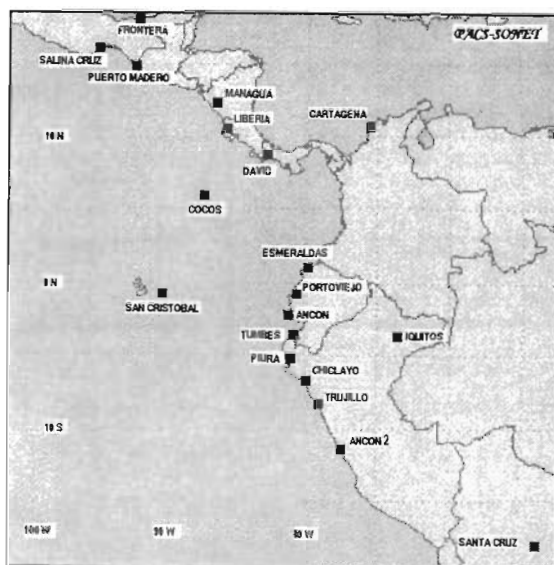 FRONTERA
PACS-SONET
SALINA CRUZ
PUERTO MADERO
MANAGUA
CARTAGENA
LIBERIA
10 N
DAVID
COCOS
ESMERALDAS
0 N
PORTOVIEJO
SAN CRISTOBAL
ANCON
TUMBES
IQUITOS
PIURA
CHICLAYO
TRUJILLO
10 S
ANCON 2
100 W
90 W
80 W
SANTA CRUZ